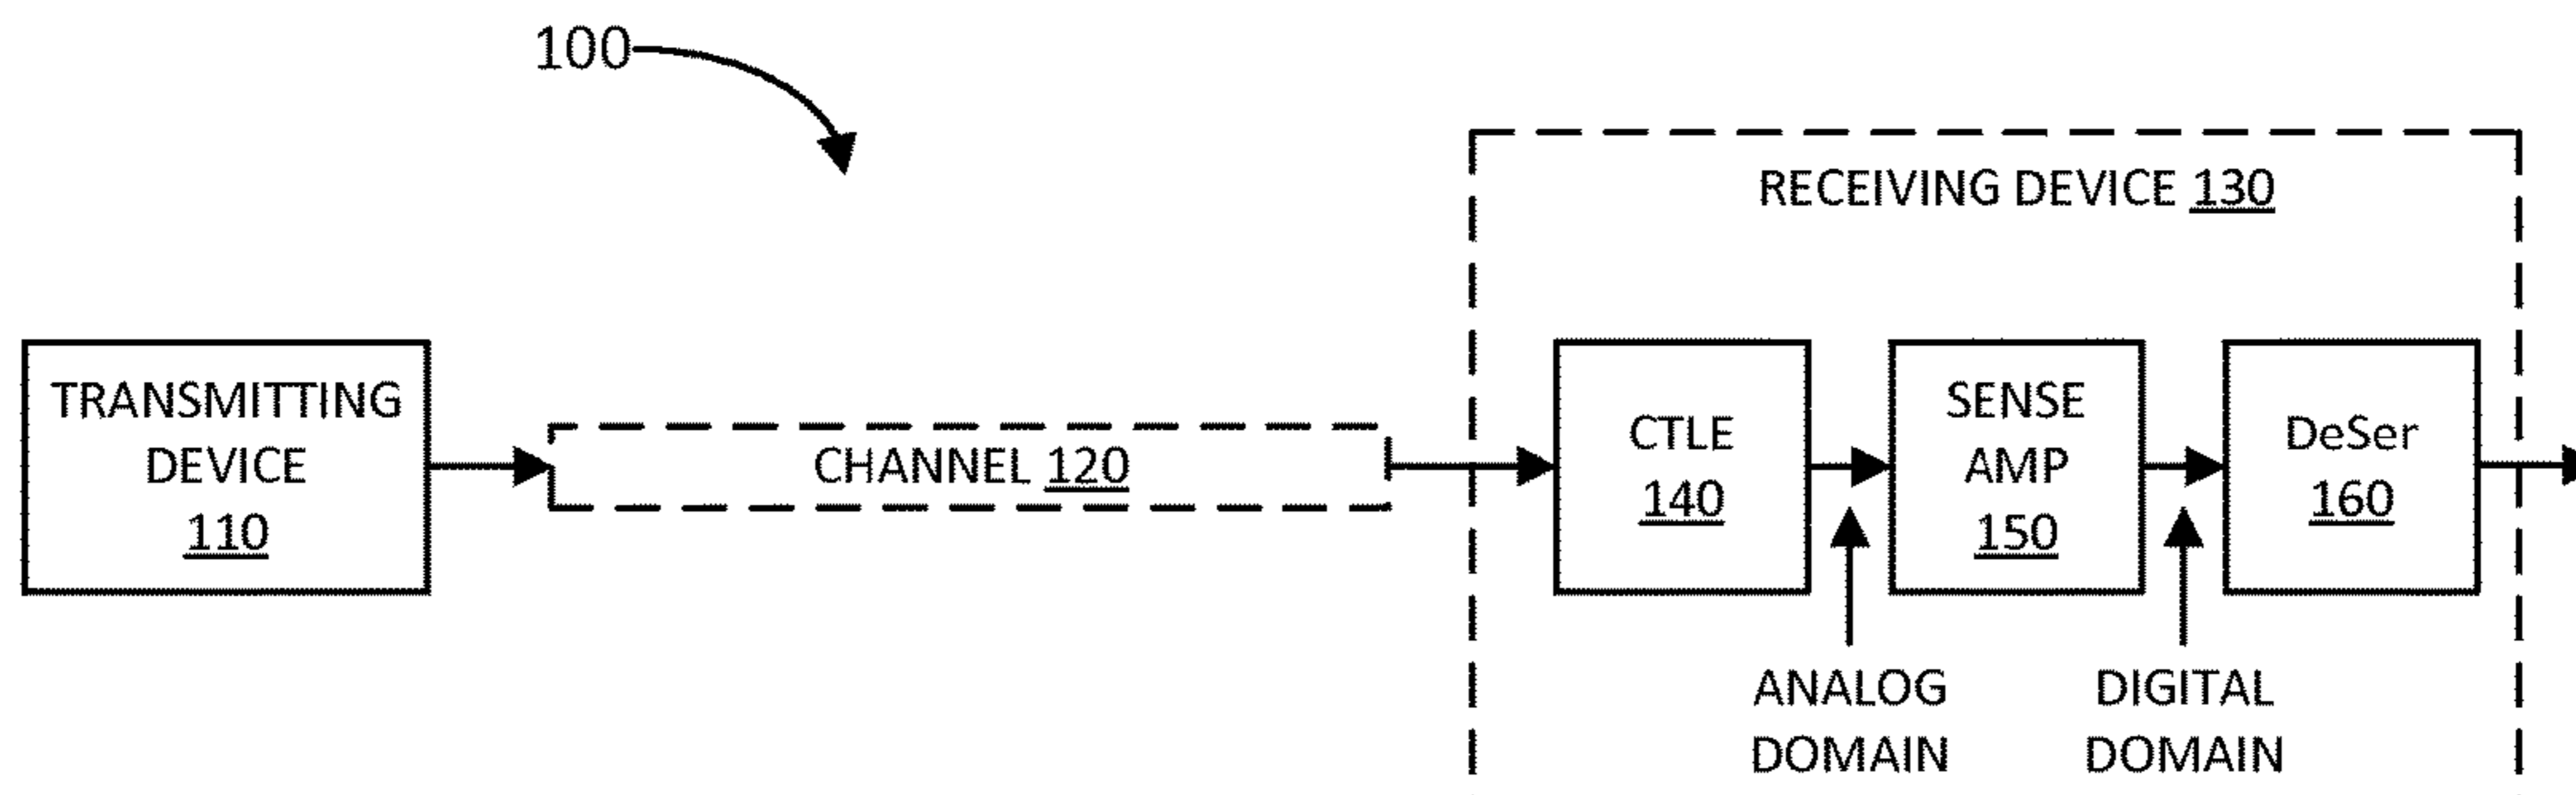 100
RECEIVING DEVICE 130
TRANSMITTING
DEVICE
110
CHANNEL 120
CTLE
140
SENSE
AMP
150
DeSer
160
ANALOG
DOMAIN
DIGITAL
DOMAIN